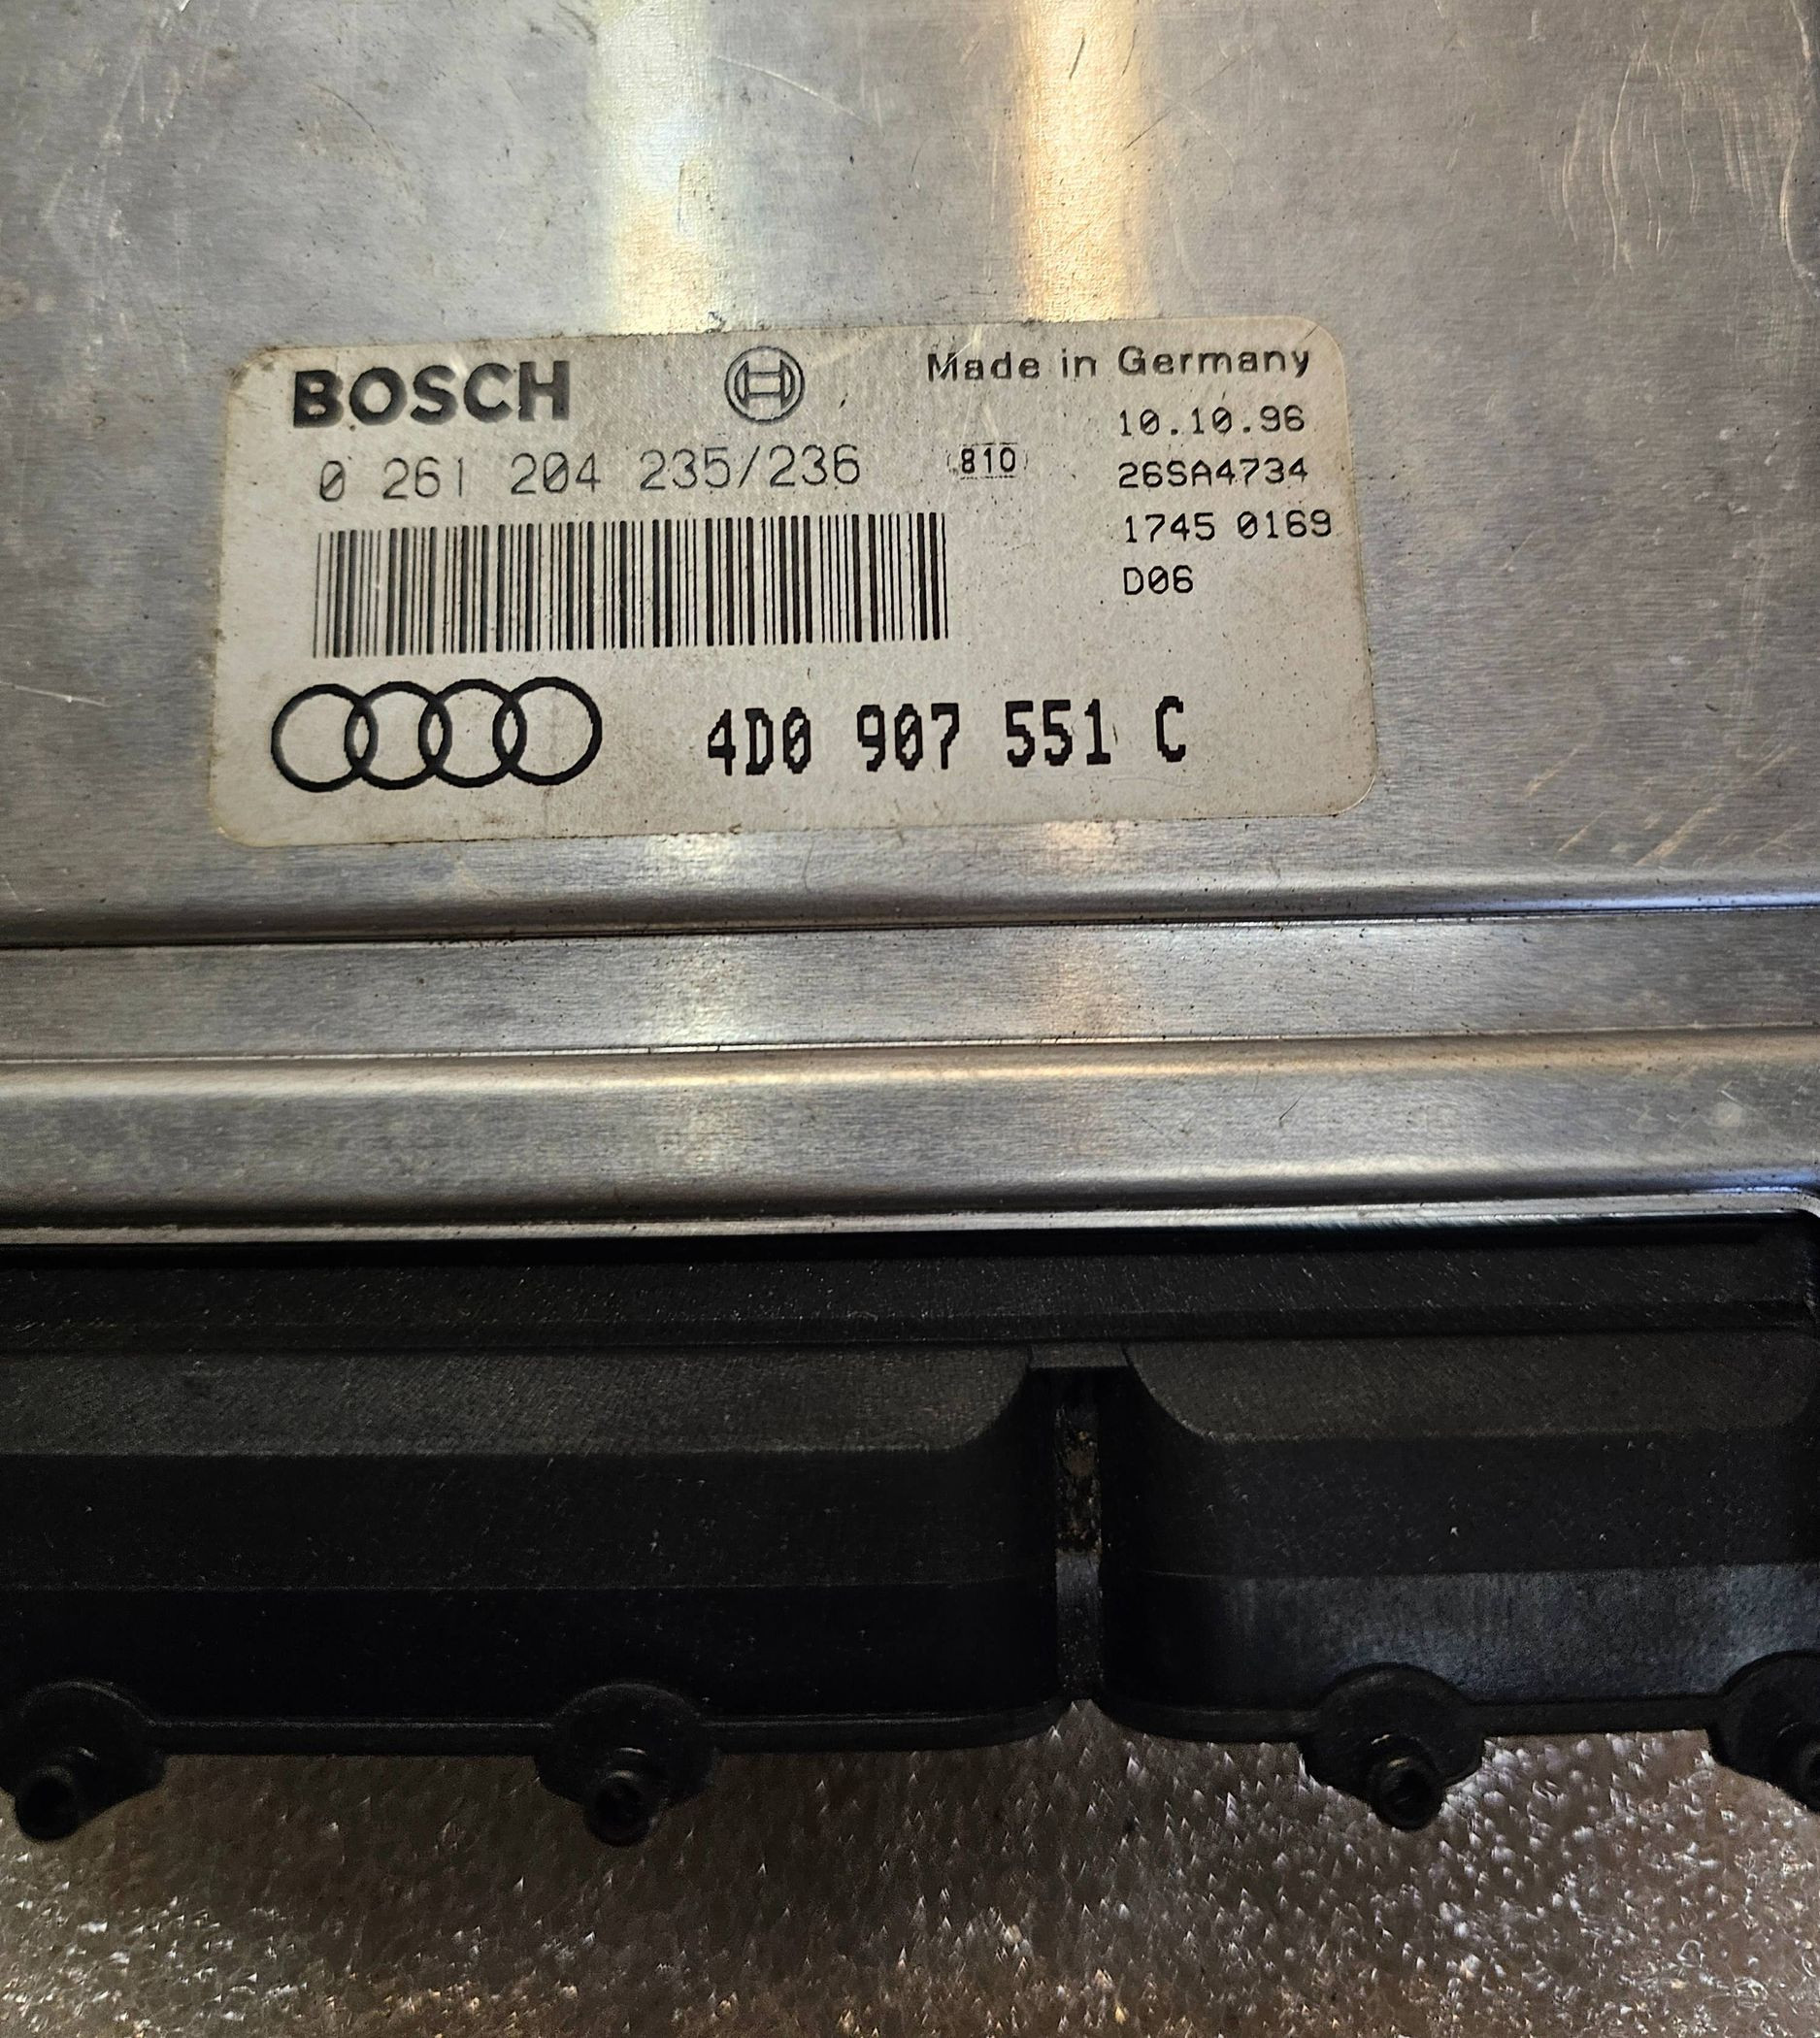 BOSCH
Made in Germany
10.10.96
0 261 204 235/236
810
26SA4734
1745 0169
D06
4D0 907 551 C